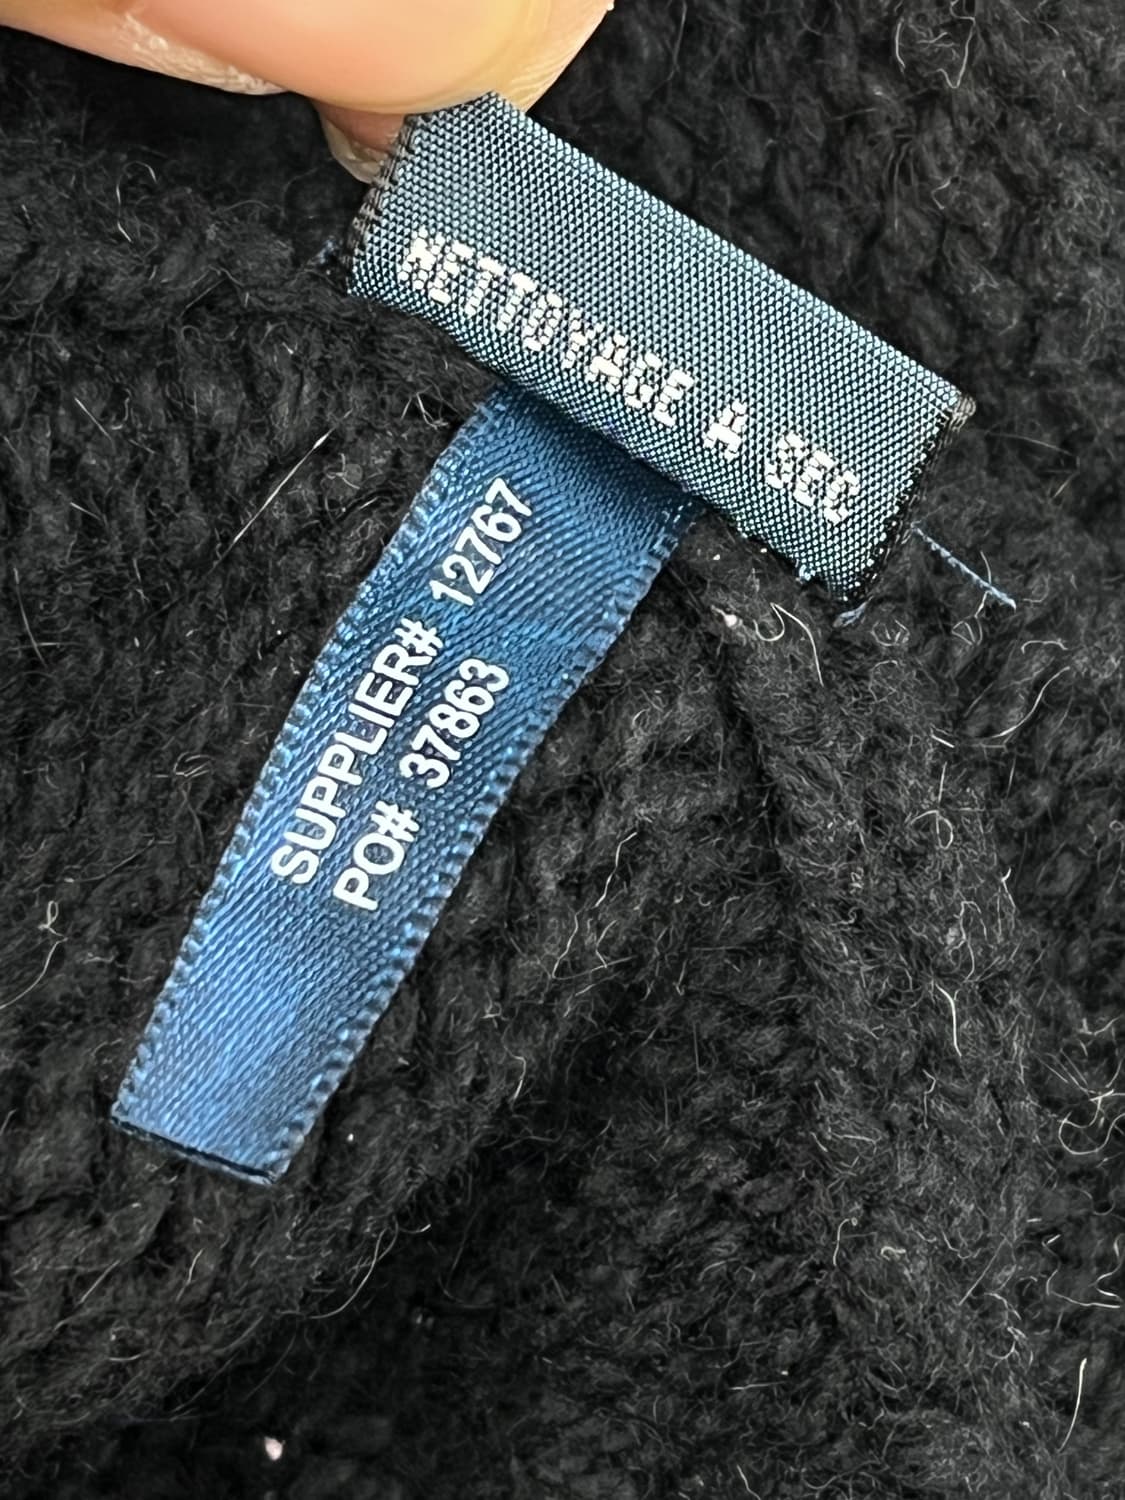 NETTOYAGE A SEC
SUPPLIER# 12767
PO# 37863